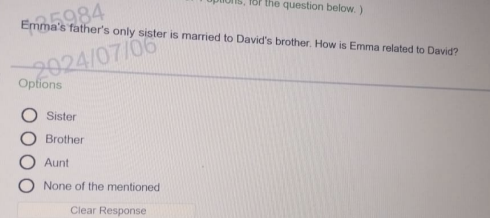 for the question below. )
135984
Emma's father's only sister is married to David's brother. How is Emma related to David?
2024/07/06
Options
Sister
Brother
Aunt
None of the mentioned
Clear Response